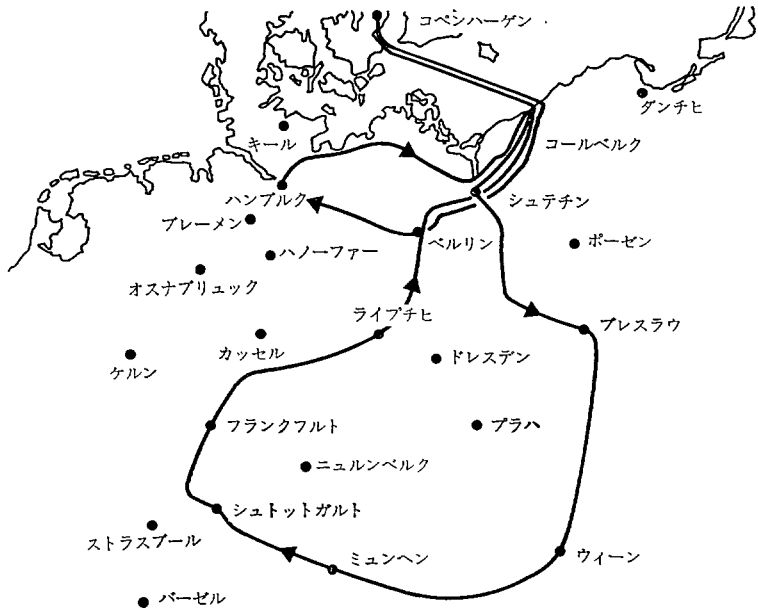 コペンハーゲン
ダンチヒ
キール
コールベルク
ハンブルク
シュテチン
ブレーメン
ベルリン
ポーゼン
ハノーファー
オスナブリュック
ライプチヒ
ブレスラウ
カッセル
ドレスデン
ケルン
フランクフルト
プラハ
ニュルンベルク
シュトットガルト
ストラスブール
ミュンヘン
ウィーン
バーゼル